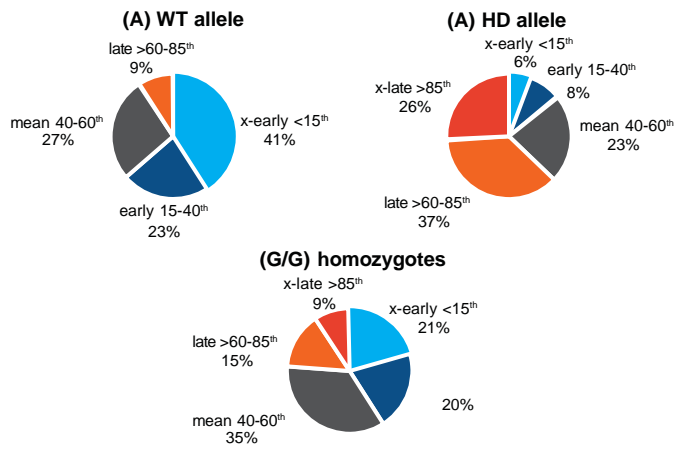 (A) WT allele
late >60-85th
9%
mean 40-60th
27%
x-early <15th
41%
early 15-40th
23%
(A) HD allele
x-early <15th
6%
early 15-40th
8%
x-late >85th
26%
mean 40-60th
23%
late >60-85th
37%
(G/G) homozygotes
x-late >85th
9%
x-early <15th
21%
late >60-85th
15%
20%
mean 40-60th
35%